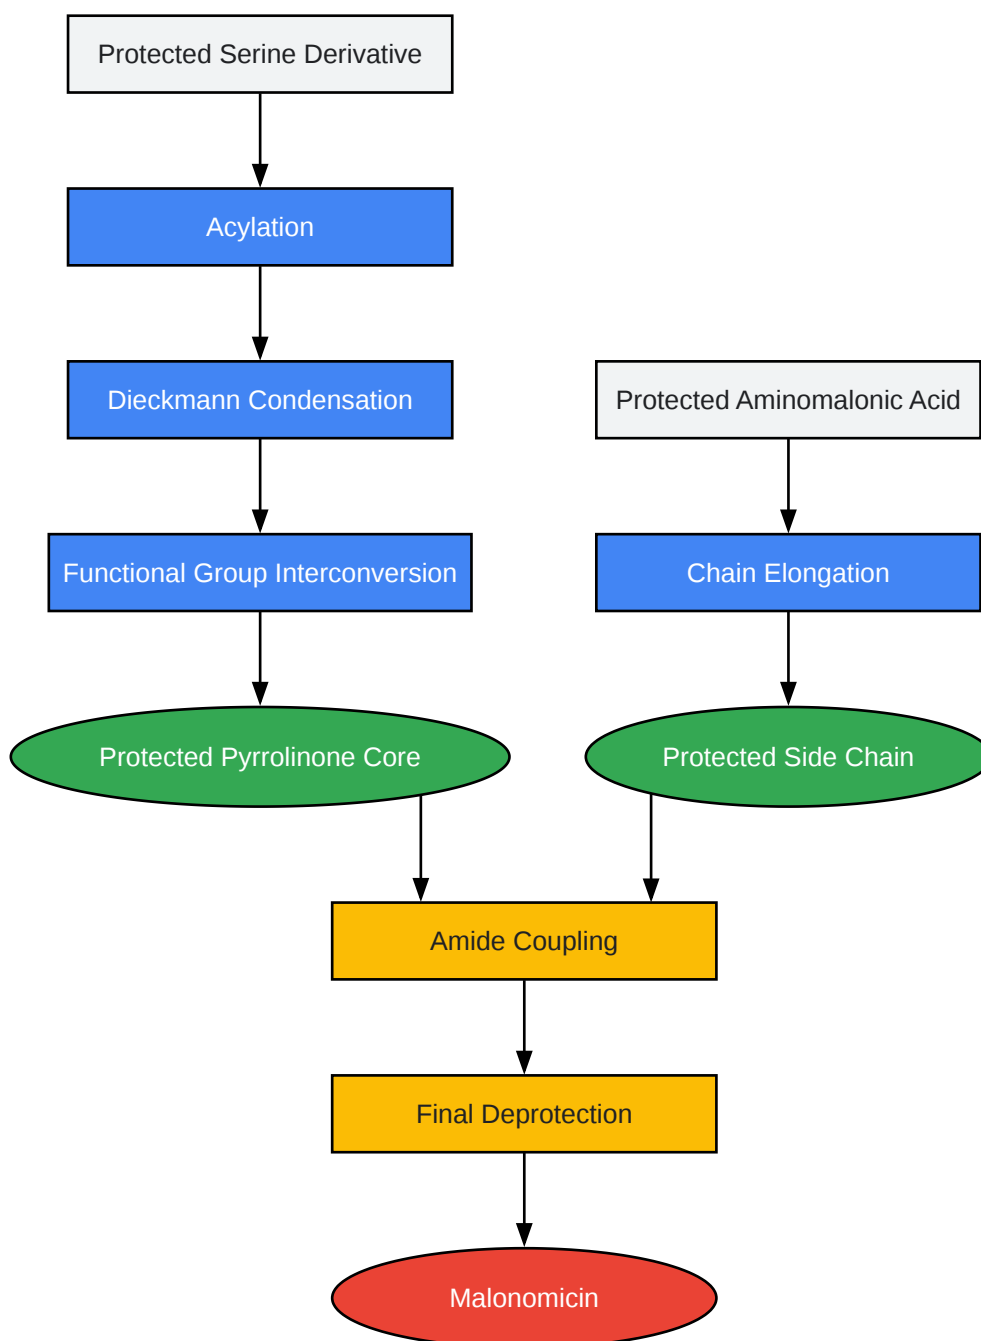 Protected Serine Derivative
Acylation
Dieckmann Condensation
Protected Aminomalonic Acid
Functional Group Interconversion
Chain Elongation
Protected Pyrrolinone Core
Protected Side Chain
Amide Coupling
Final Deprotection
Malonomicin